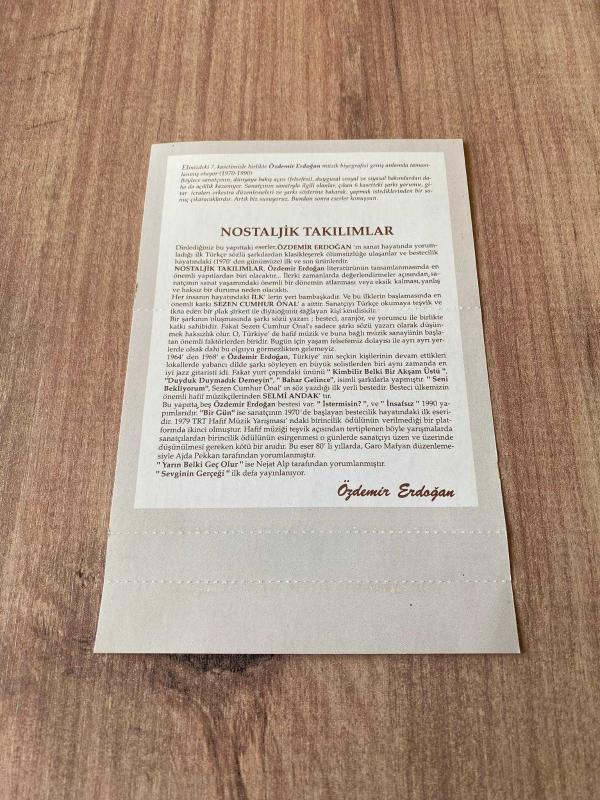 Elinizdeki 7. kasetimizle birlikte Özdemir Erdoğan müzik biyografisi geniş anlamda tamam-
lanmış oluyor (1970-1990)
Böylece sanatçının, dünyaya bakış açısı (felsefesi), duygusal sosyal ve siyasal bakımlardan da-
ha da açıklık kazanıyor. Sanatçının sanatıyla ilgili olanlar, çıkan 6 kasetteki şarkı yorumu, gi-
tar icraları orkestra düzenlemeleri ve şarkı sözlerine bakarak, yapmak istediklerinden bir so-
nuç çıkaracaklardır. Artık biz susuyoruz. Bundan sonra eserler konuşsun.
NOSTALJİK TAKILIMLAR
Dinlediğiniz bu yapıttaki eserler,ÖZDEMİR ERDOĞAN 'ın sanat hayatında yorum-
ladığı ilk Türkçe sözlü şarkılardan klasikleşerek ölümsüzlüğe ulaşanlar ve bestecilik
hayatındaki (1970' den günümüze) ilk ve son ürünlerdir.
NOSTALJİK TAKILIMLAR, Özdemir Erdoğan literatürünün tamamlanmasında en
önemli yapıtlardan biri olacaktır... İlerki zamanlarda değerlendirmeler açısından,sa-
natçının sanat yaşamındaki önemli bir dönemin atlanması veya eksik kalması,yanlış
ve haksız bir duruma neden olacaktı.
Her insanın hayatındaki İLK' lerin yeri bambaşkadır. Ve bu ilklerin başlamasında en
önemli katkı SEZEN CUMHUR ÖNAL' a aittir. Sanatçıyı Türkçe okumaya teşvik ve
ikna eden bir plak şirketi ile diyaloğunu sağlayan kişi kendisidir.
Bir şarkının oluşmasında şarkı sözü yazarı ; besteci, aranjör, ve yorumcu ile birlikte
katkı sahibidir. Fakat Sezen Cumhur Önal'ı sadece şarkı sözü yazarı olarak düşün-
mek haksızlık olur. O, Türkiye' de hafif müzik ve buna bağlı müzik sanayiinin başla-
tan önemli faktörlerden biridir. Bugün için yaşam felsefemiz dolayısı ile ayrı ayrı yer-
lerde olsak dahi bu olguyu görmezlikten gelemeyiz.
1964' den 1968' e Özdemir Erdoğan, Türkiye' nin seçkin kişilerinin devam ettikleri
lokallerde yabancı dilde şarkı söyleyen en büyük solistlerden biri aynı zamanda en
iyi jazz gitaristi idi. Fakat yurt çapındaki ününü " Kimbilir Belki Bir Akşam Üstü ",
"Duyduk Duymadık Demeyin", " Bahar Gelince", isimli şarkılarla yapmıştır. " Seni
Bekliyorum", Sezen Cumhur Önal' ın söz yazdığı ilk yerli bestedir. Besteci ülkemizin
önemli hafif müzikçilerinden SELMİ ANDAK' tır.
Bu yapıtta beş Özdemir Erdoğan bestesi var. " İstermisin?", ve " İnsafsız " 1990 ya-
pımlarıdır. "Bir Gün" ise sanatçının 1970'de başlayan bestecilik hayatındaki ilk eseri-
dir. 1979 TRT Hafif Müzik Yarışması' ndaki birincilik ödülünün verilmediği bir plat-
formda ikinci olmuştur. Hafif müziği teşvik açısından tertiplenen böyle yarışmalarda
sanatçılardan birincilik ödülünün esirgenmesi o günlerde sanatçıyı üzen ve üzerinde
düşünülmesi gereken kötü bir anıdır. Bu eser 80' li yıllarda, Garo Mafyan düzenleme-
siyle Ajda Pekkan tarafından yorumlanmıştır.
" Yarın Belki Geç Olur " ise Nejat Alp tarafından yorumlanmıştır.
" Sevginin Gerçeği " ilk defa yayınlanıyor.
Özdemir Erdoğan